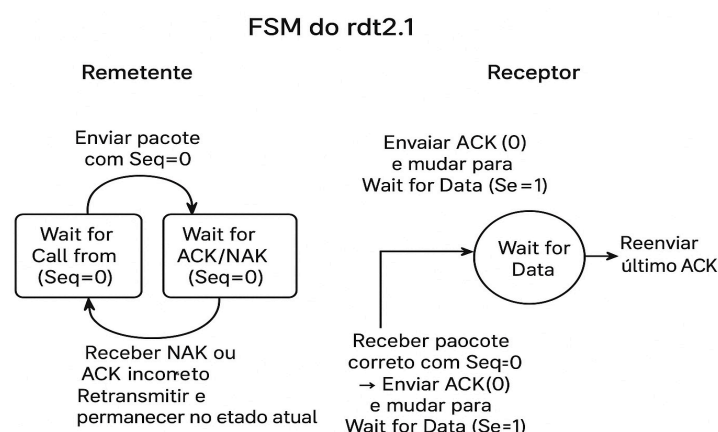 FSM do rdt2.1
Remetente
Enviar pacote
com Seq=0
Wait for
Call from
(Seq=0)
Wait for
ACK/NAK
(Seq=0)
Receber NAK ou
ACK incorreto
Retransmitir e
permanecer no etado atual
Receptor
Envaiar ACK (0)
e mudar para
Wait for Data (Se=1)
Wait for
Data
Reenviar
último ACK
Receber paocote
correto com Seq=0
→ Enviar ACK(0)
e mudar para
Wait for Data (Se=1)